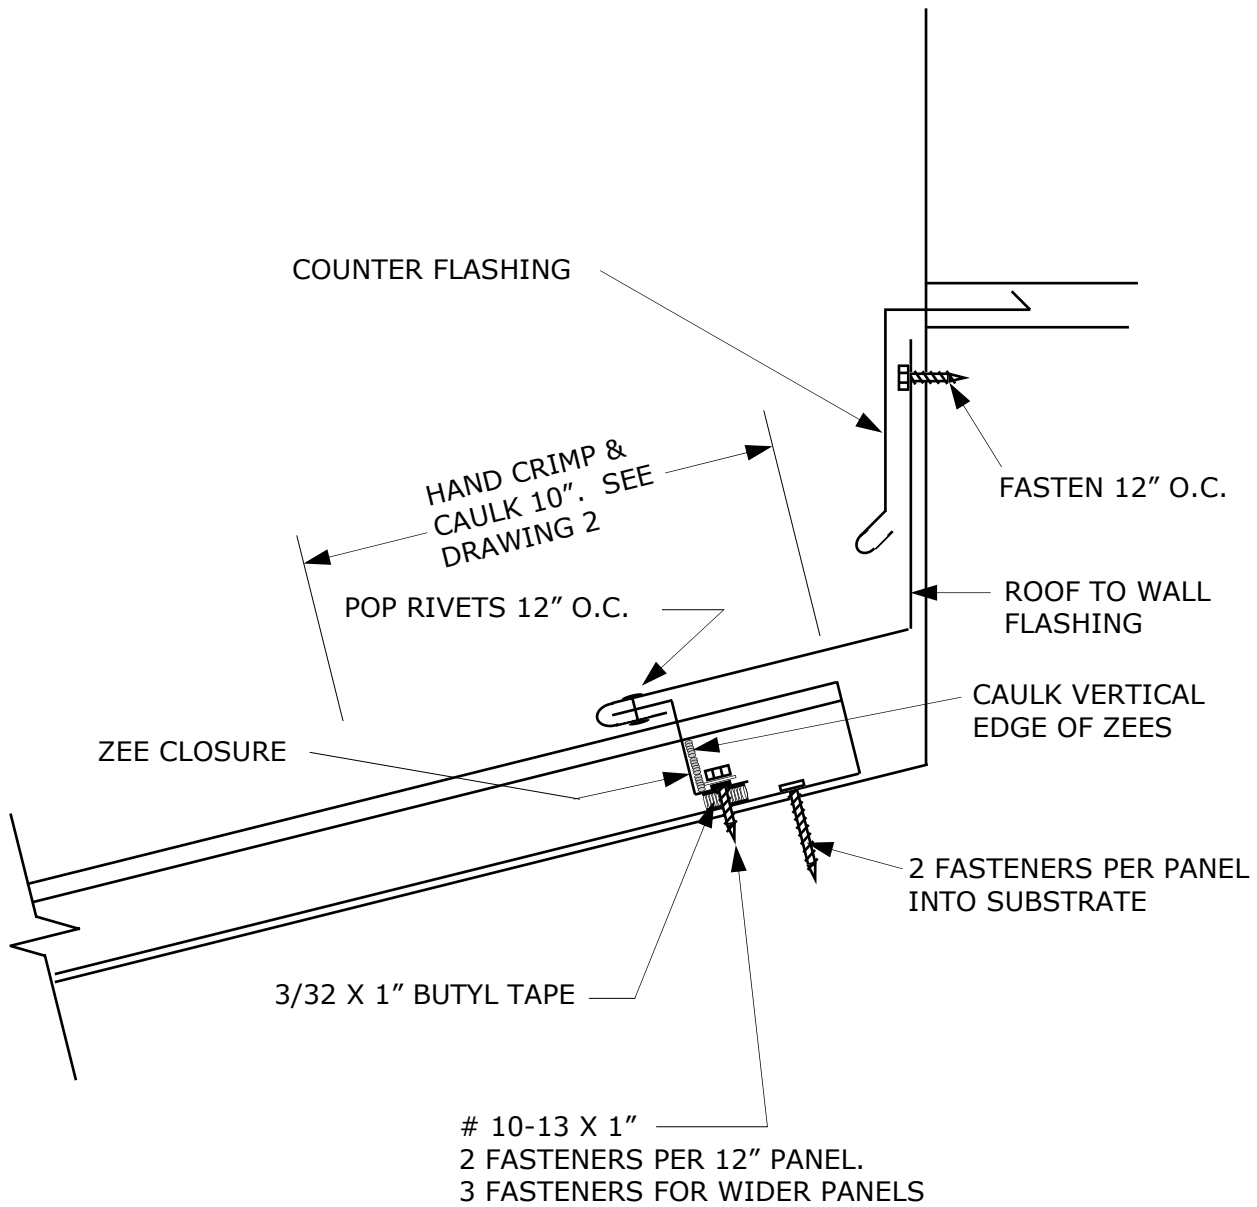 COUNTER FLASHING
HAND CRIMP &
CAULK 10”. SEE
DRAWING 2
FASTEN 12” O.C.
POP RIVETS 12” O.C.
ROOF TO WALL
FLASHING
CAULK VERTICAL
EDGE OF ZEES
ZEE CLOSURE
2 FASTENERS PER PANEL
INTO SUBSTRATE
3/32 X 1” BUTYL TAPE
# 10-13 X 1”
2 FASTENERS PER 12” PANEL.
3 FASTENERS FOR WIDER PANELS